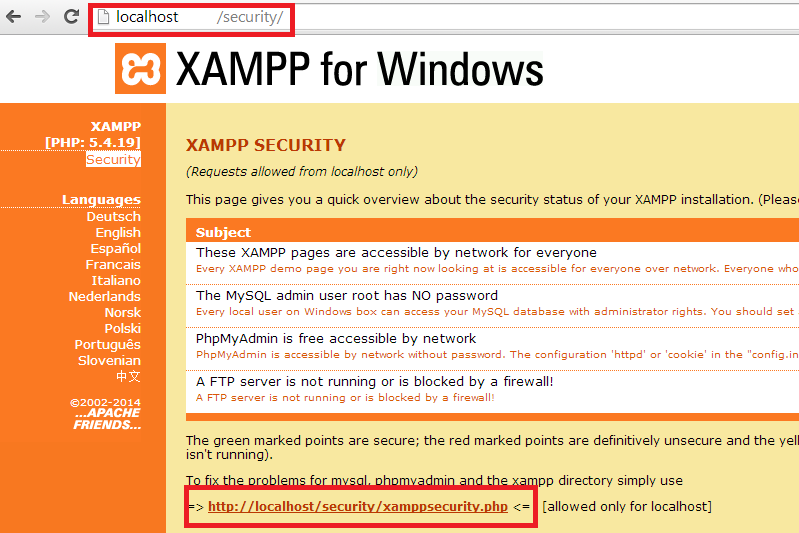 localhost /security/
XAMPP for Windows
XAMPP
[PHP: 5.4.19]
Security
Languages
Deutsch
English
Español
Francais
Italiano
Nederlands
Norsk
Polski
Português
Slovenian
中文
©2002-2014
...APACHE
FRIENDS...
XAMPP SECURITY
(Requests allowed from localhost only)
This page gives you a quick overview about the security status of your XAMPP installation. (Please
Subject
These XAMPP pages are accessible by network for everyone
Every XAMPP demo page you are right now looking at is accessible for everyone over network. Everyone who
The MySQL admin user root has NO password
Every local user on Windows box can access your MySQL database with administrator rights. You should set
PhpMyAdmin is free accessible by network
PhpMyAdmin is accessible by network without password. The configuration 'httpd' or 'cookie' in the "config.in
A FTP server is not running or is blocked by a firewall!
A FTP server is not running or is blocked by a firewall!
The green marked points are secure; the red marked points are definitively unsecure and the yell
isn't running).
To fix the problems for mysql, phpmyadmin and the xampp directory simply use
=> http://localhost/security/xamppsecurity.php <= [allowed only for localhost]